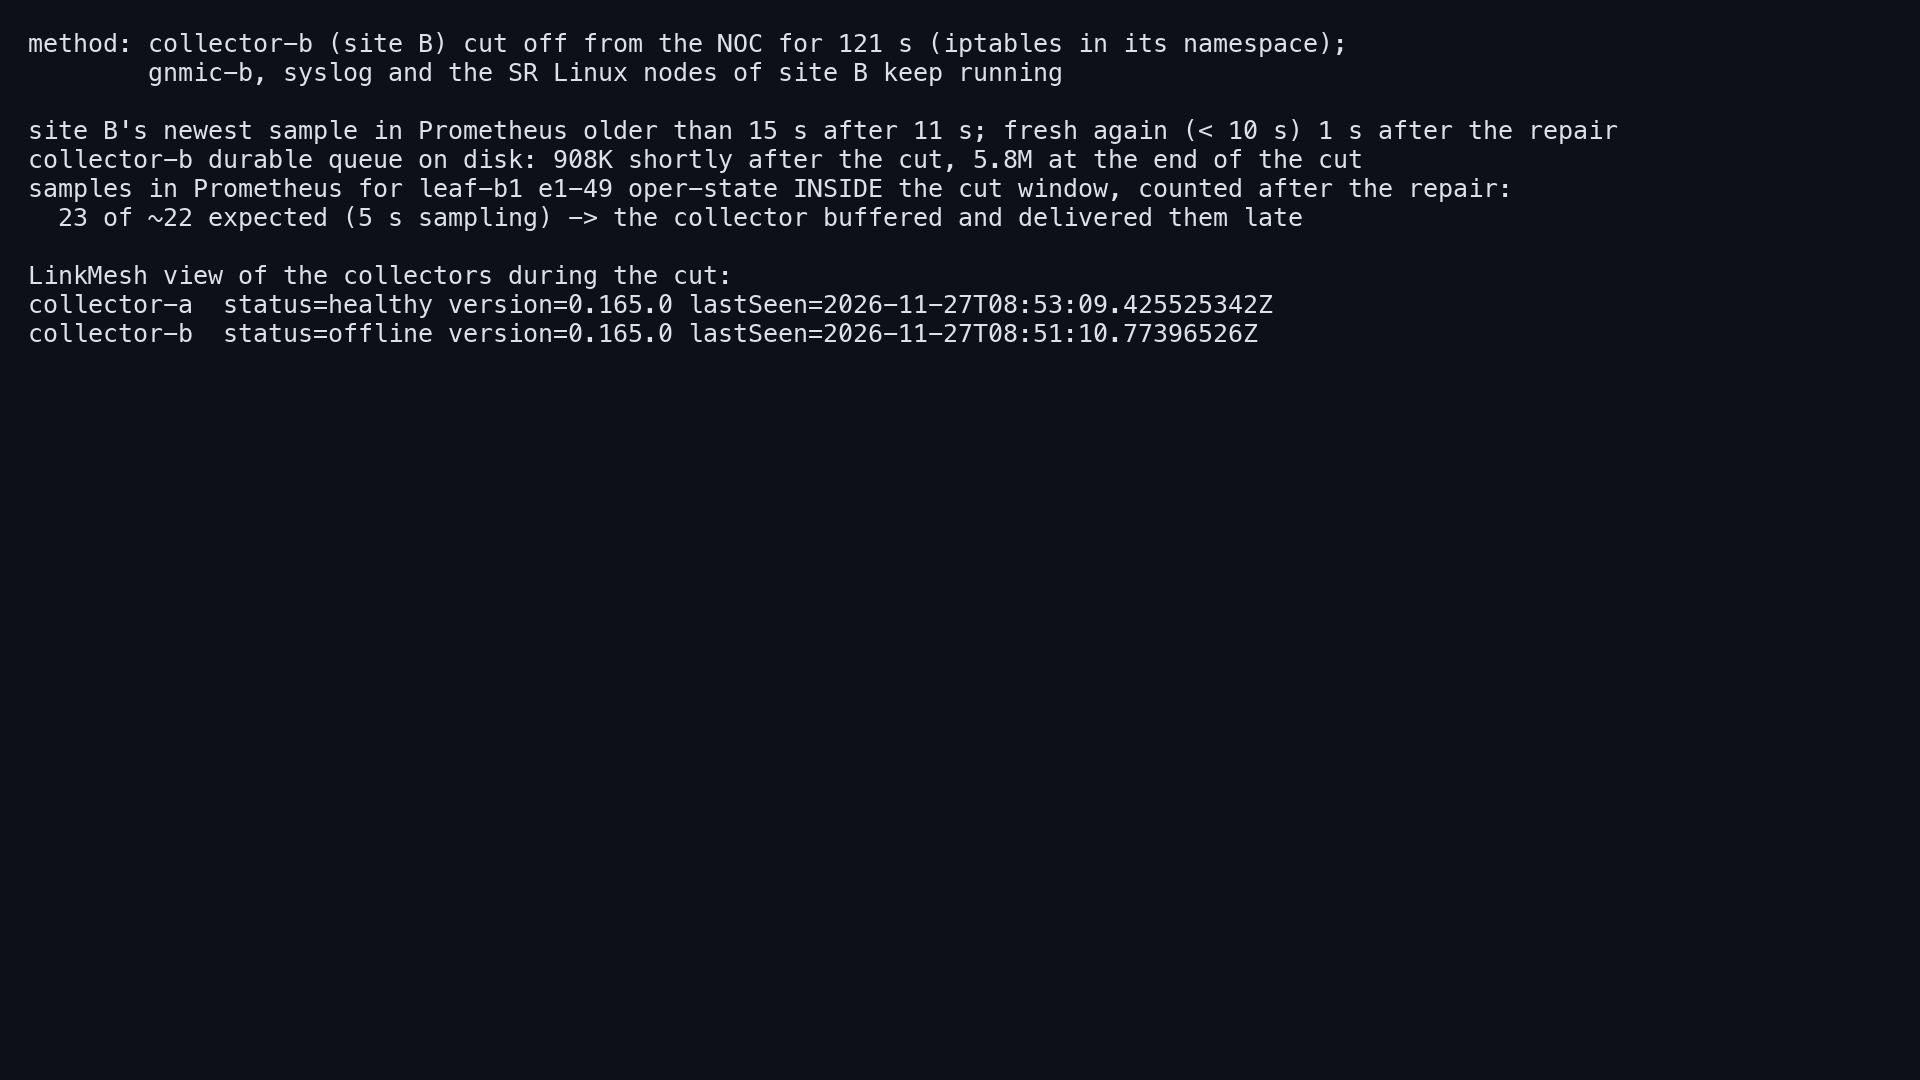 method: collector-b (site B) cut off from the NOC for 121 s (iptables in its namespace);
        gnmic-b, syslog and the SR Linux nodes of site B keep running

site B's newest sample in Prometheus older than 15 s after 11 s; fresh again (< 10 s) 1 s after the repair
collector-b durable queue on disk: 908K shortly after the cut, 5.8M at the end of the cut
samples in Prometheus for leaf-b1 e1-49 oper-state INSIDE the cut window, counted after the repair:
  23 of ~22 expected (5 s sampling) -> the collector buffered and delivered them late

LinkMesh view of the collectors during the cut:
collector-a  status=healthy version=0.165.0 lastSeen=2026-11-27T08:53:09.425525342Z
collector-b  status=offline version=0.165.0 lastSeen=2026-11-27T08:51:10.77396526Z